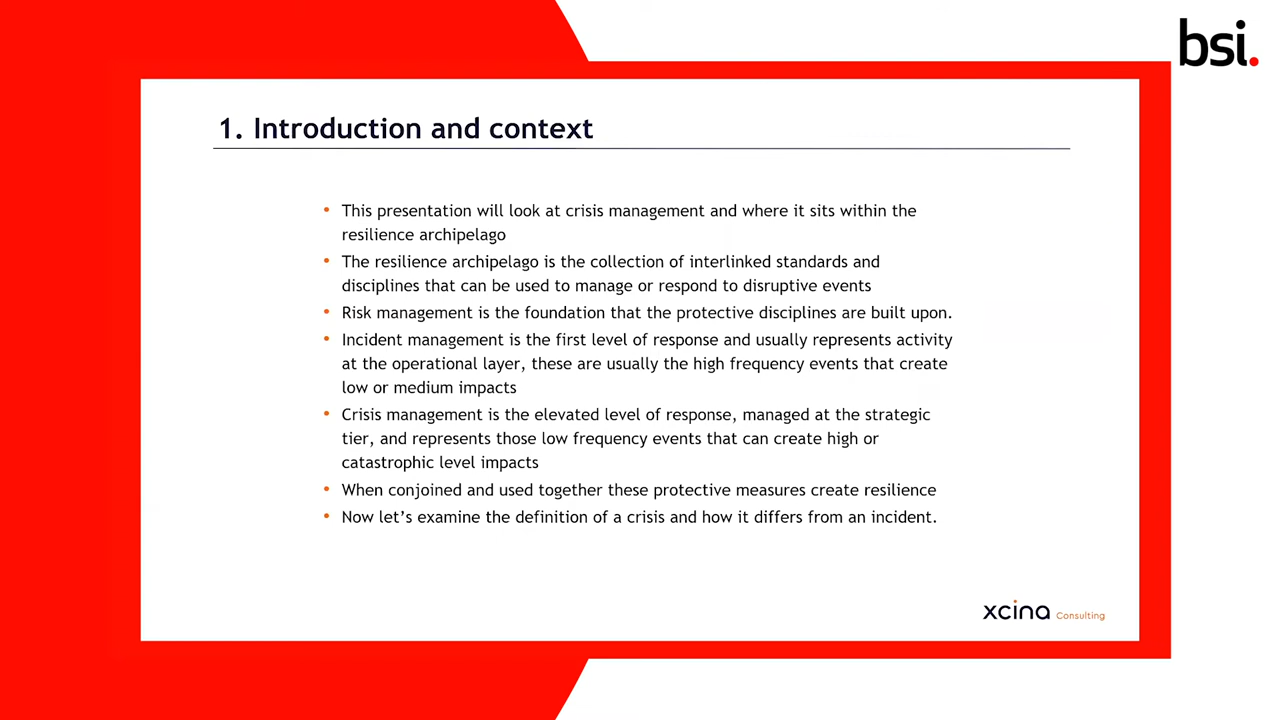 bsi.
1. Introduction and context
• This presentation will look at crisis management and where it sits within the
resilience archipelago
• The resilience archipelago is the collection of interlinked standards and
disciplines that can be used to manage or respond to disruptive events
• Risk management is the foundation that the protective disciplines are built upon.
• Incident management is the first level of response and usually represents activity
at the operational layer, these are usually the high frequency events that create
low or medium impacts
• Crisis management is the elevated level of response, managed at the strategic
tier, and represents those low frequency events that can create high or
catastrophic level impacts
• When conjoined and used together these protective measures create resilience
• Now let’s examine the definition of a crisis and how it differs from an incident.
xcina Consulting